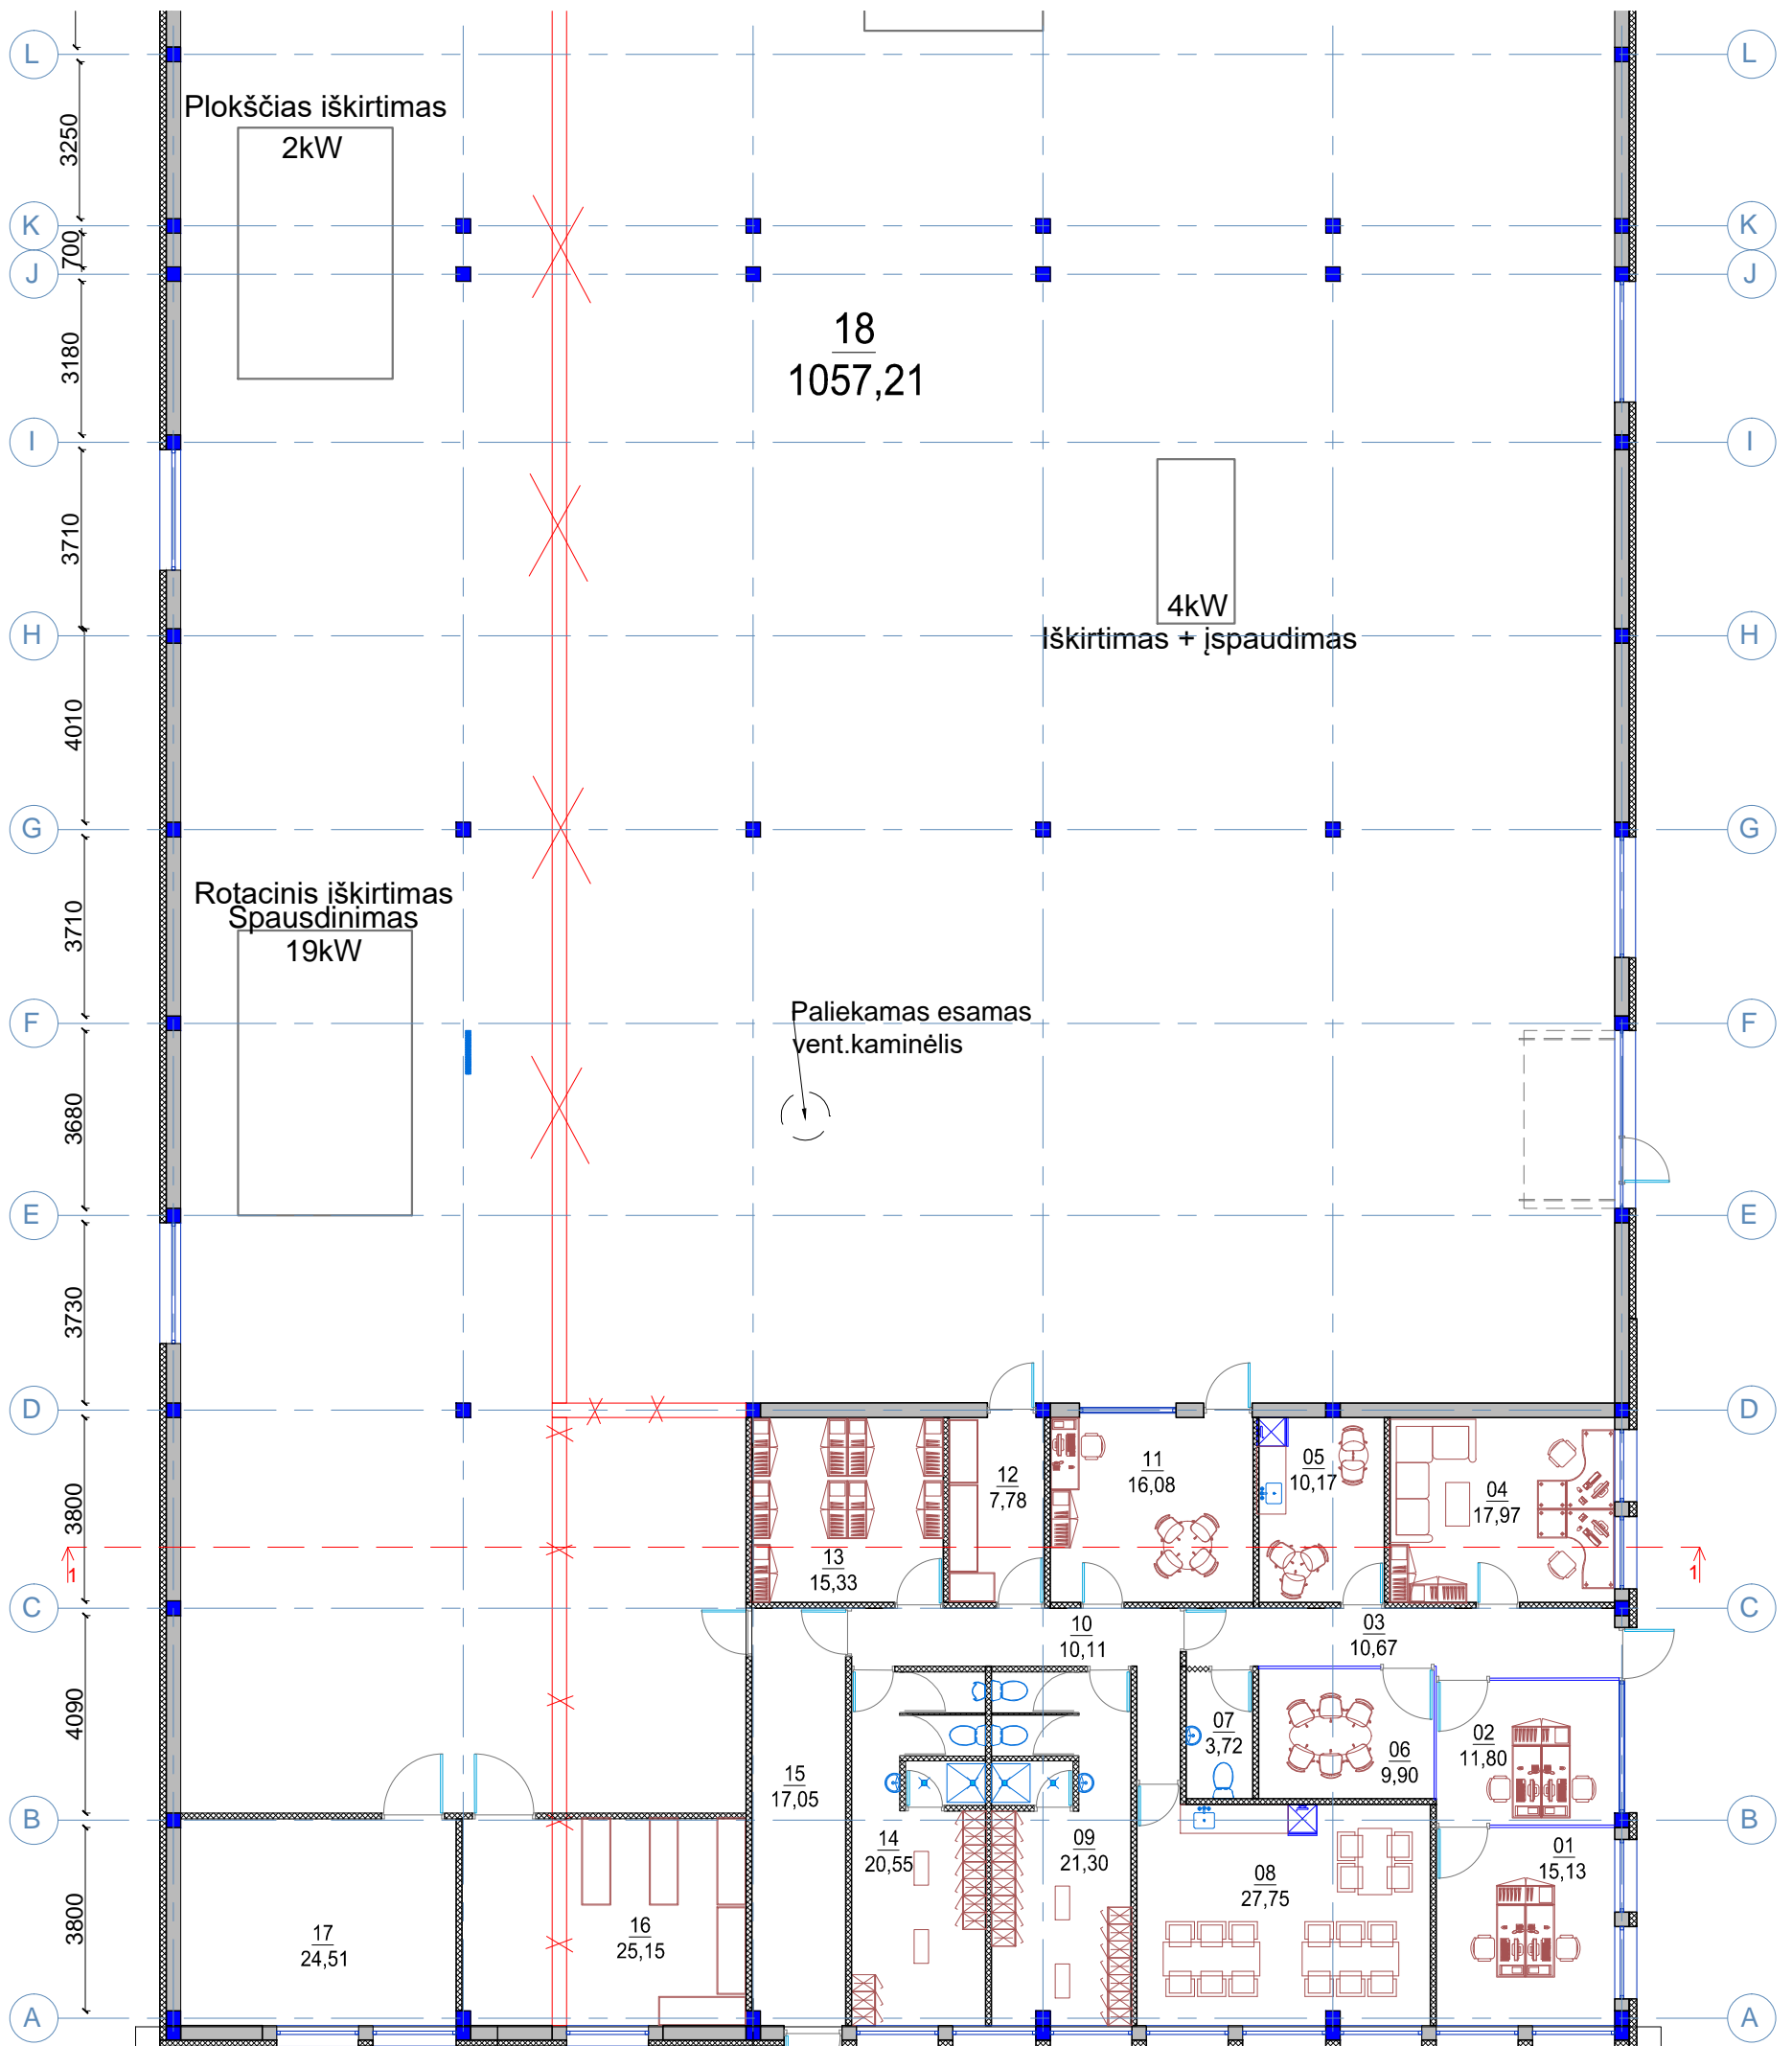 L
L
3250
Plokščias iškirtimas
2kW
K
K
700
J
J
3180
18
1057,21
I
I
3710
4kW
H
Iškirtimas + įspaudimas
H
4010
G
G
3710
Rotacinis iškirtimas
Spausdinimas
19kW
Paliekamas esamas
vent.kaminėlis
F
F
3680
E
E
3730
D
D
3800
12
7,78
11
16,08
05
10,17
04
17,97
13
15,33
1
1
C
C
10
10,11
03
10,67
4090
07
3,72
06
9,90
02
11,80
15
17,05
B
B
14
20,55
09
21,30
08
27,75
01
15,13
3800
17
24,51
16
25,15
A
A